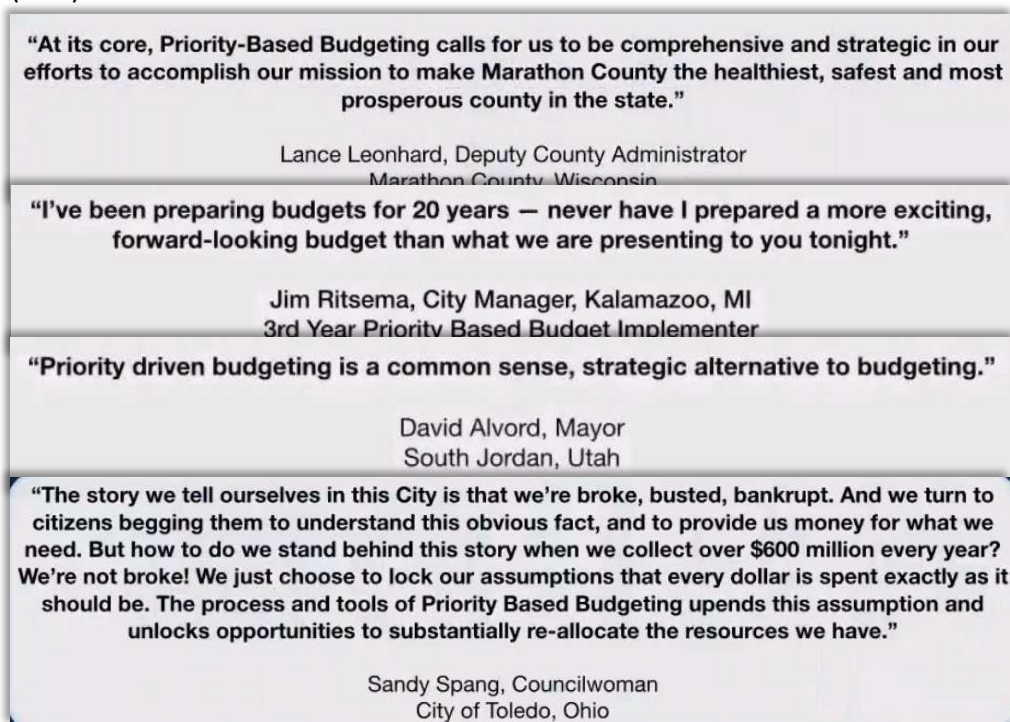 “At its core, Priority-Based Budgeting calls for us to be comprehensive and strategic in our
efforts to accomplish our mission to make Marathon County the healthiest, safest and most
prosperous county in the state.”
Lance Leonhard, Deputy County Administrator
Marathon County, Wisconsin
“I’ve been preparing budgets for 20 years — never have I prepared a more exciting,
forward-looking budget than what we are presenting to you tonight.”
Jim Ritsema, City Manager, Kalamazoo, MI
3rd Year Priority Based Budget Implementer
“Priority driven budgeting is a common sense, strategic alternative to budgeting.”
David Alvord, Mayor
South Jordan, Utah
“The story we tell ourselves in this City is that we’re broke, busted, bankrupt. And we turn to
citizens begging them to understand this obvious fact, and to provide us money for what we
need. But how to do we stand behind this story when we collect over $600 million every year?
We’re not broke! We just choose to lock our assumptions that every dollar is spent exactly as it
should be. The process and tools of Priority Based Budgeting upends this assumption and
unlocks opportunities to substantially re-allocate the resources we have.”
Sandy Spang, Councilwoman
City of Toledo, Ohio